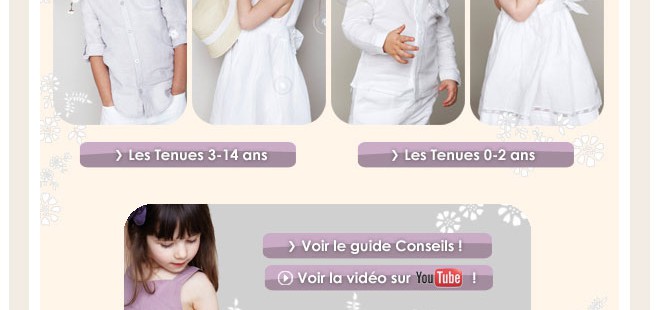 ❯ Les Tenues 3-14 ans
❯ Les Tenues 0-2 ans
❯ Voir le guide Conseils !
Voir la vidéo sur YouTube !